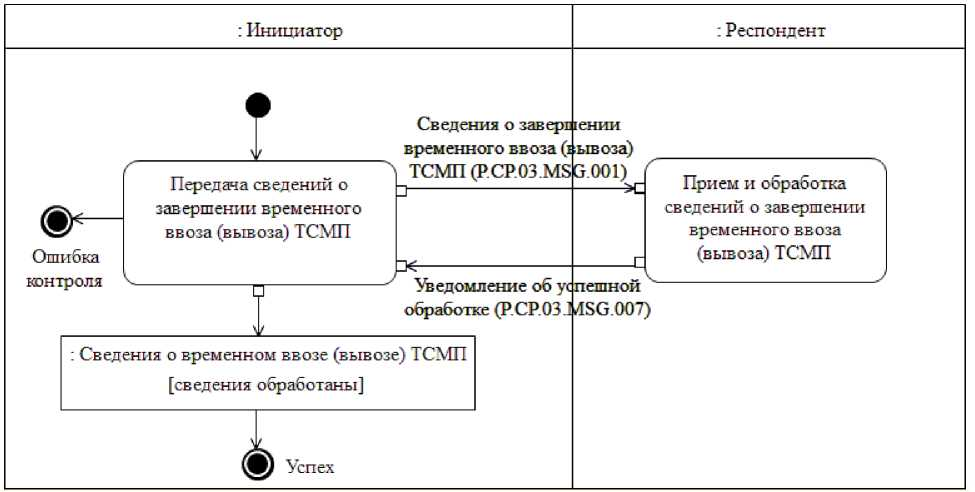 : Инициатор
: Респондент
Сведения о завершении
временного ввоза (вывоза)
ТСМП (P.CP.03.MSG.001)
Передача сведений о
завершении временного
ввоза (вывоза) ТСМП
Прием и обработка
сведений о завершении
временного ввоза
(вывоза) ТСМП
Ошибка
контроля
Уведомление об успешной
обработке (P.CP.03.MSG.007)
: Сведения о временном ввозе (вывозе) ТСМП
[сведения обработаны]
Успех